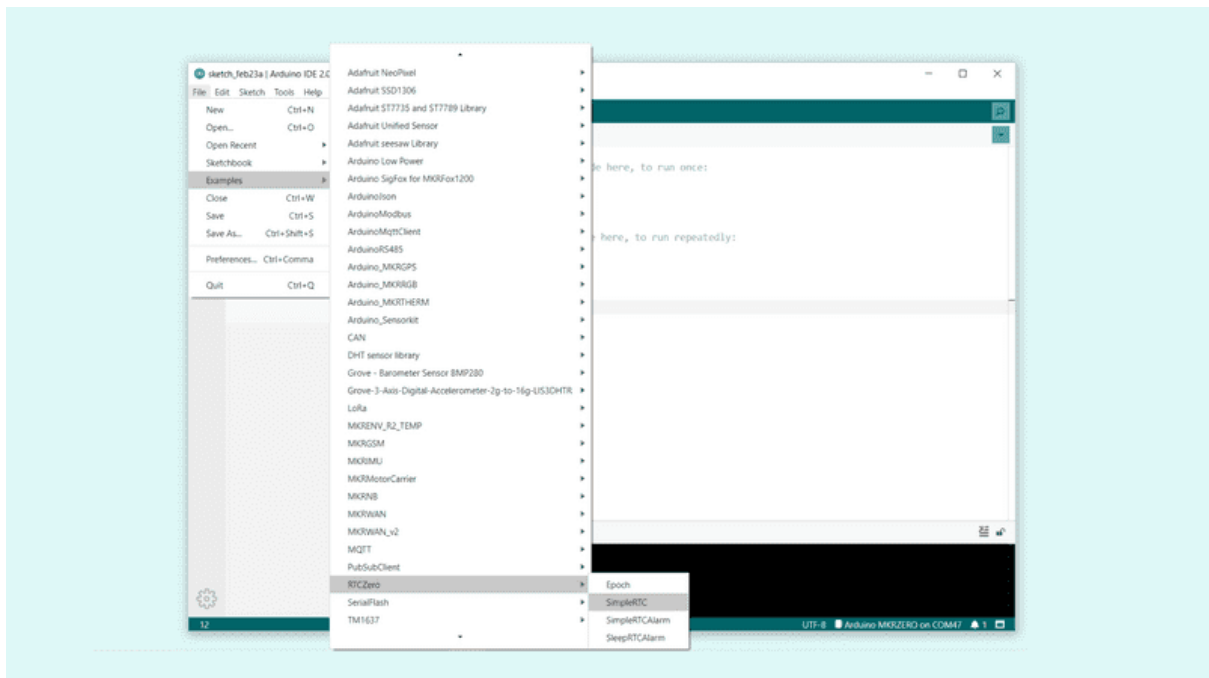 sketch_feb23a | Arduino IDE 2.0
File Edit Sketch Tools Help
New Ctrl+N
Open... Ctrl+O
Open Recent
Sketchbook
Examples
Close Ctrl+W
Save Ctrl+S
Save As... Ctrl+Shift+S
Preferences... Ctrl+Comma
Quit Ctrl+Q
Adafruit NeoPixel
Adafruit SSD1306
Adafruit ST7735 and ST7789 Library
Adafruit Unified Sensor
Adafruit seesaw Library
Arduino Low Power
Arduino SigFox for MKRFox1200
ArduinoJson
ArduinoModbus
ArduinoMqttClient
ArduinoRS485
Arduino_MKRGPS
Arduino_MKRRGB
Arduino_MKRTHERM
Arduino_Sensorkit
CAN
DHT sensor library
Grove - Barometer Sensor BMP280
Grove-3-Axis-Digital-Accelerometer-2g-to-16g-LIS3DHTR
LoRa
MKRENV_R2_TEMP
MKRGSM
MKRIMU
MKRMotorCarrier
MKRNB
MKRWAN
MKRWAN_v2
MQTT
PubSubClient
RTCZero
SerialFlash
TM1637
Epoch
SimpleRTC
SimpleRTCAlarm
SleepRTCAlarm
de here, to run once:
here, to run repeatedly:
12
UTF-8 Arduino MKRZERO on COM47 1